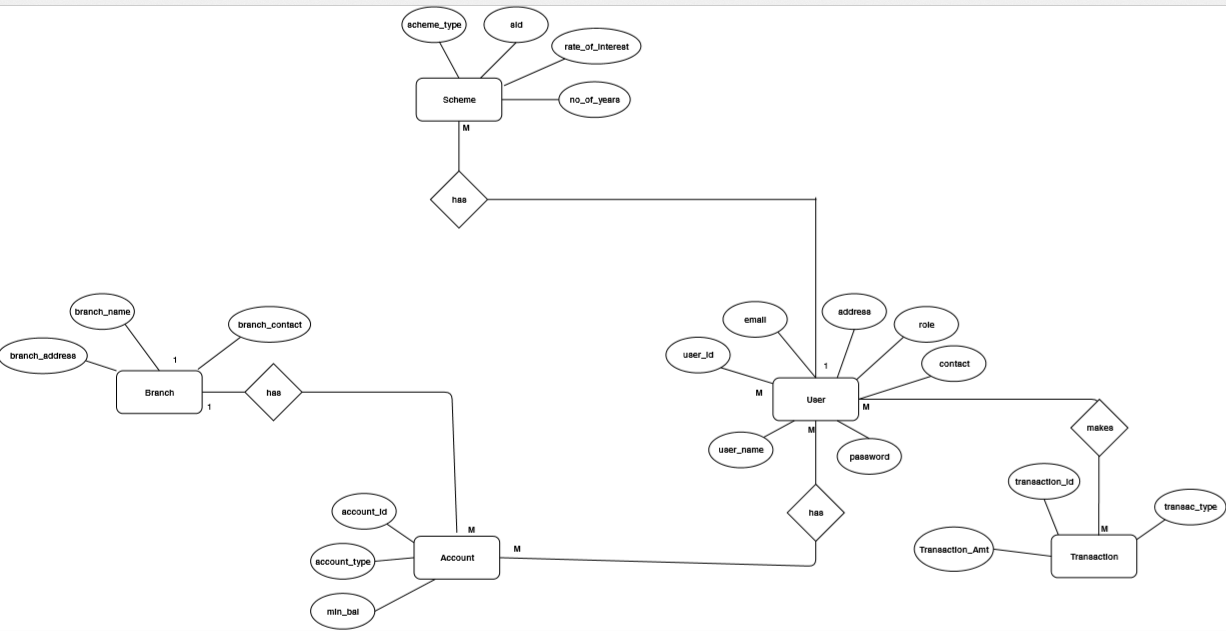 scheme_type
sid
rate_of_interest
Scheme
no_of_years
M
has
branch_name
branch_contact
branch_address
1
Branch
has
1
email
address
role
user_id
contact
1
M
User
M
M
user_name
password
makes
has
transaction_id
transac_type
M
Transaction_Amt
Transaction
account_id
M
M
account_type
Account
min_bal